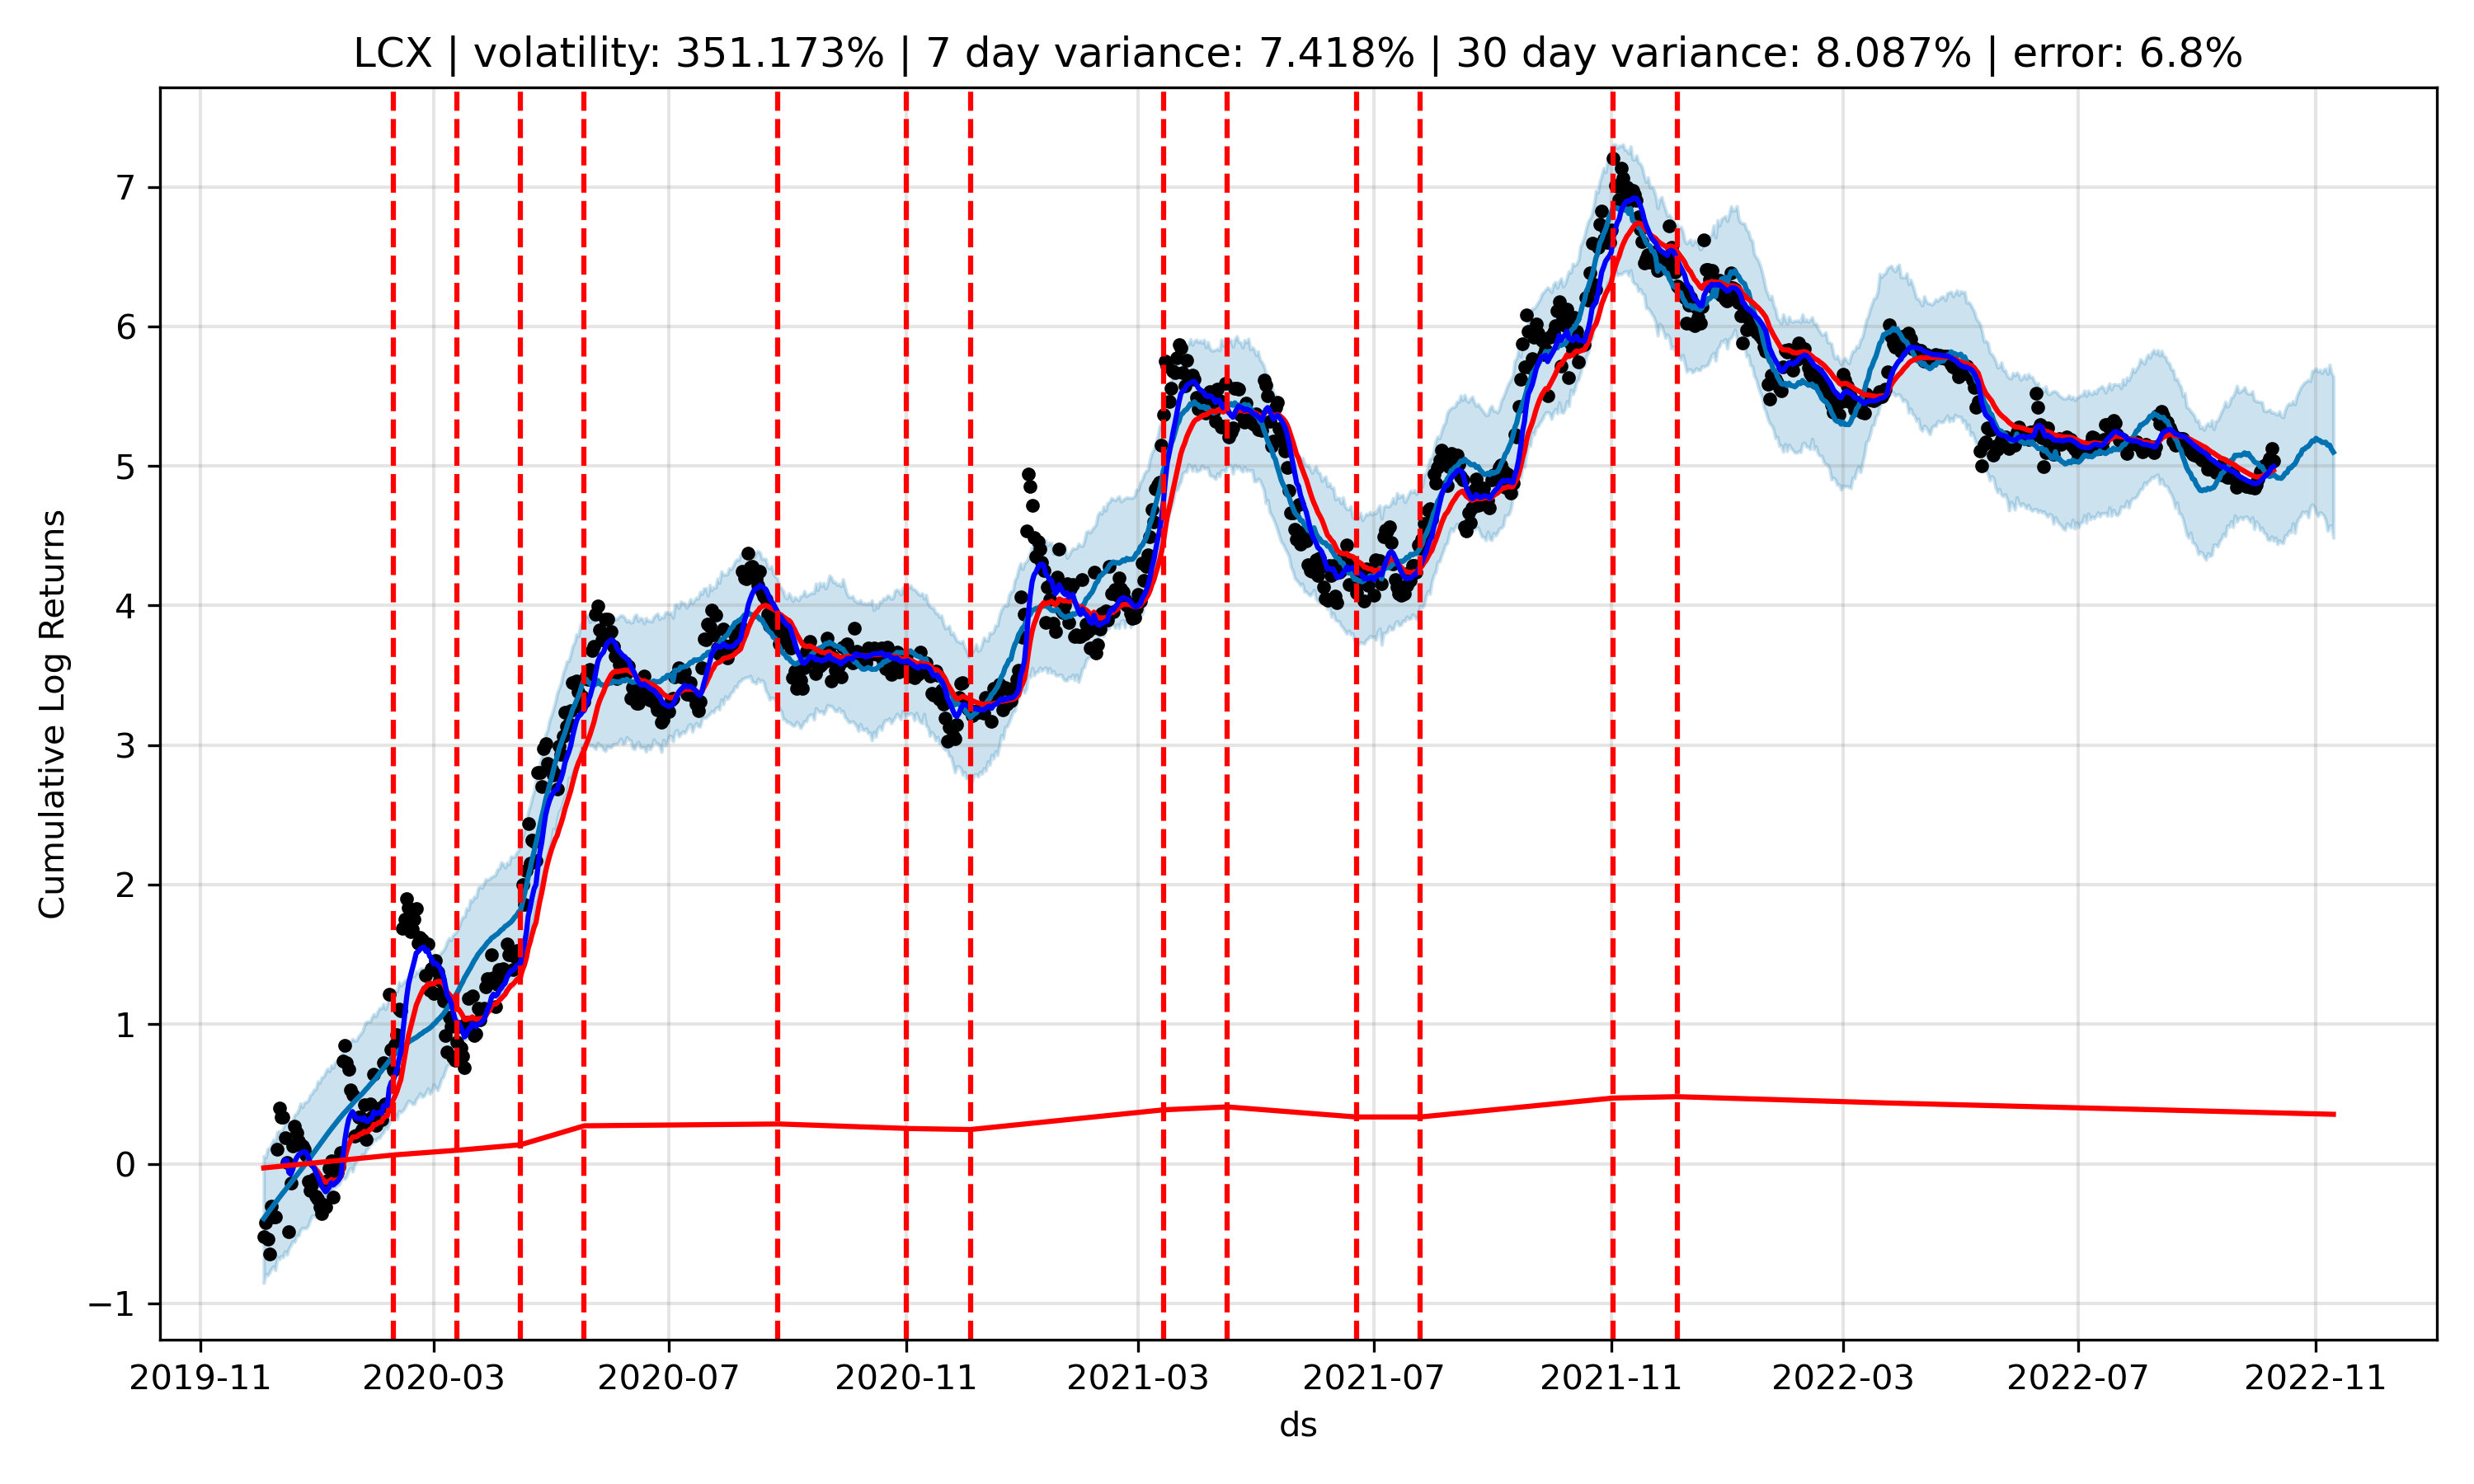 LCX | volatility: 351.173% | 7 day variance: 7.418% | 30 day variance: 8.087% | error: 6.8%
Cumulative Log Returns
7
6
5
4
3
2
1
0
−1
2019-11 2020-03 2020-07 2020-11 2021-03 2021-07 2021-11 2022-03 2022-07 2022-11
ds